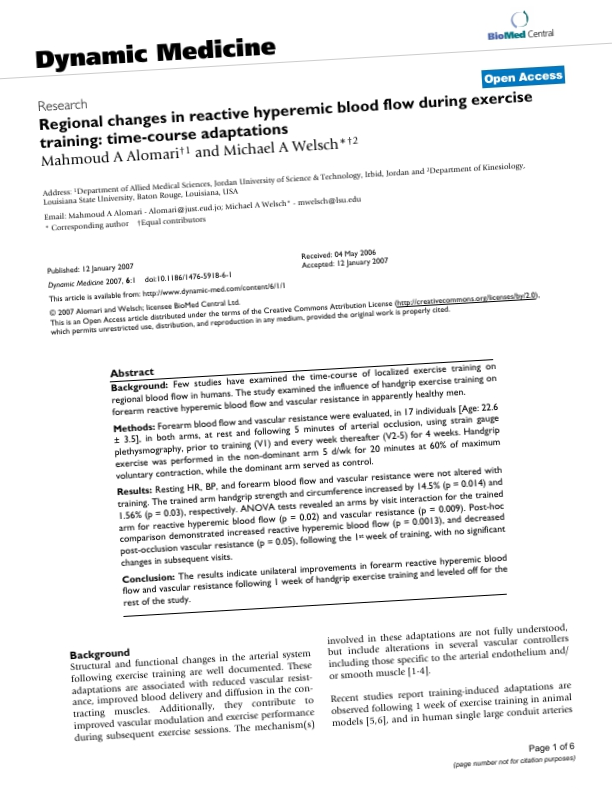 BioMed Central
Dynamic Medicine
Open Access
Research
Regional changes in reactive hyperemic blood flow during exercise
training: time-course adaptations
Mahmoud A Alomari†1 and Michael A Welsch*†2
Address: 1Department of Allied Medical Sciences, Jordan University of Science & Technology, Irbid, Jordan and 2Department of Kinesiology,
Louisiana State University, Baton Rouge, Louisiana, USA
Email: Mahmoud A Alomari - Alomari@just.eud.jo; Michael A Welsch* - mwelsch@lsu.edu
* Corresponding author †Equal contributors
Published: 12 January 2007
Dynamic Medicine 2007, 6:1 doi:10.1186/1476-5918-6-1
This article is available from: http://www.dynamic-med.com/content/6/1/1
Received: 04 May 2006
Accepted: 12 January 2007
© 2007 Alomari and Welsch; licensee BioMed Central Ltd.
This is an Open Access article distributed under the terms of the Creative Commons Attribution License (http://creativecommons.org/licenses/by/2.0),
which permits unrestricted use, distribution, and reproduction in any medium, provided the original work is properly cited.
Abstract
Background: Few studies have examined the time-course of localized exercise training on
regional blood flow in humans. The study examined the influence of handgrip exercise training on
forearm reactive hyperemic blood flow and vascular resistance in apparently healthy men.
Methods: Forearm blood flow and vascular resistance were evaluated, in 17 individuals [Age: 22.6
± 3.5], in both arms, at rest and following 5 minutes of arterial occlusion, using strain gauge
plethysmography, prior to training (V1) and every week thereafter (V2-5) for 4 weeks. Handgrip
exercise was performed in the non-dominant arm 5 d/wk for 20 minutes at 60% of maximum
voluntary contraction, while the dominant arm served as control.
Results: Resting HR, BP, and forearm blood flow and vascular resistance were not altered with
training. The trained arm handgrip strength and circumference increased by 14.5% (p = 0.014) and
1.56% (p = 0.03), respectively. ANOVA tests revealed an arms by visit interaction for the trained
arm for reactive hyperemic blood flow (p = 0.02) and vascular resistance (p = 0.009). Post-hoc
comparison demonstrated increased reactive hyperemic blood flow (p = 0.0013), and decreased
post-occlusion vascular resistance (p = 0.05), following the 1st week of training, with no significant
changes in subsequent visits.
Conclusion: The results indicate unilateral improvements in forearm reactive hyperemic blood
flow and vascular resistance following 1 week of handgrip exercise training and leveled off for the
rest of the study.
Background
Structural and functional changes in the arterial system
following exercise training are well documented. These
adaptations are associated with reduced vascular resist-
ance, improved blood delivery and diffusion in the con-
tracting muscles. Additionally, they contribute to
improved vascular modulation and exercise performance
during subsequent exercise sessions. The mechanism(s)
involved in these adaptations are not fully understood,
but include alterations in several vascular controllers
including those specific to the arterial endothelium and/
or smooth muscle [1-4].
Recent studies report training-induced adaptations are
observed following 1 week of exercise training in animal
models [5,6], and in human single large conduit arteries
Page 1 of 6
(page number not for citation purposes)